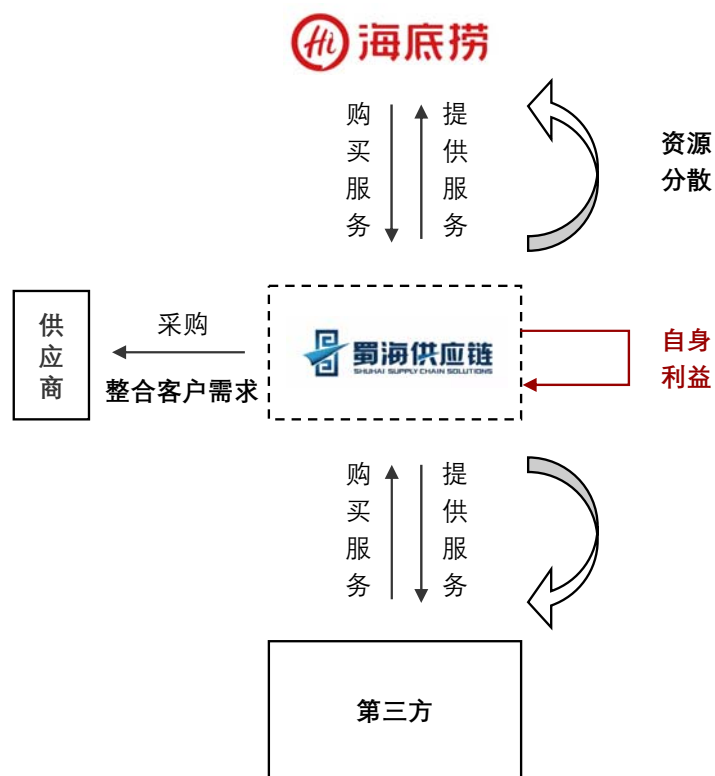 Hi 海底捞
购买服务
提供服务
资源
分散
供应商
采购
整合客户需求
蜀海供应链
SHUHAI SUPPLY CHAIN SOLUTIONS
自身
利益
购买服务
提供服务
第三方